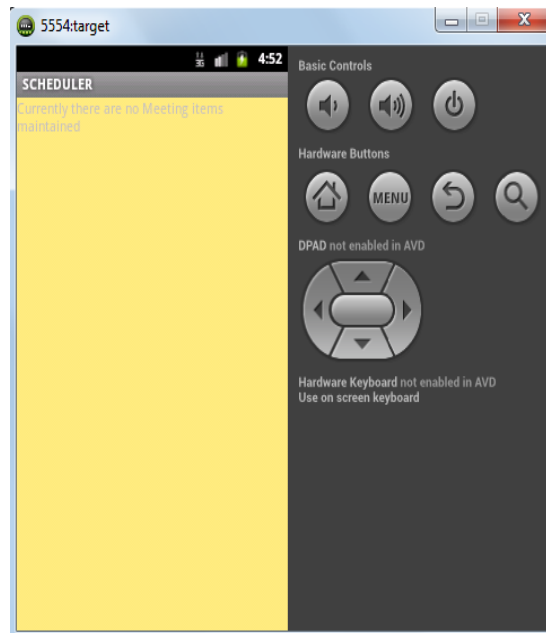 5554:target
3G 4:52
SCHEDULER
Currently there are no Meeting items
maintained
Basic Controls
Hardware Buttons
MENU
DPAD not enabled in AVD
Hardware Keyboard not enabled in AVD
Use on screen keyboard